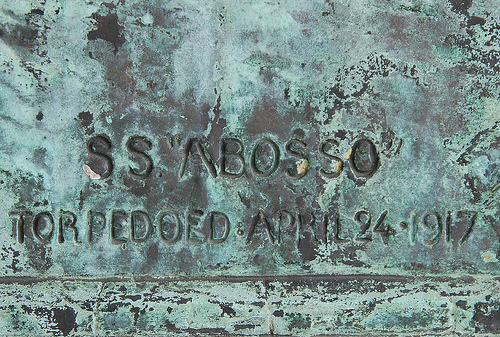 S.S. "ABOSSO"
TORPEDOED·APRIL 24·1917